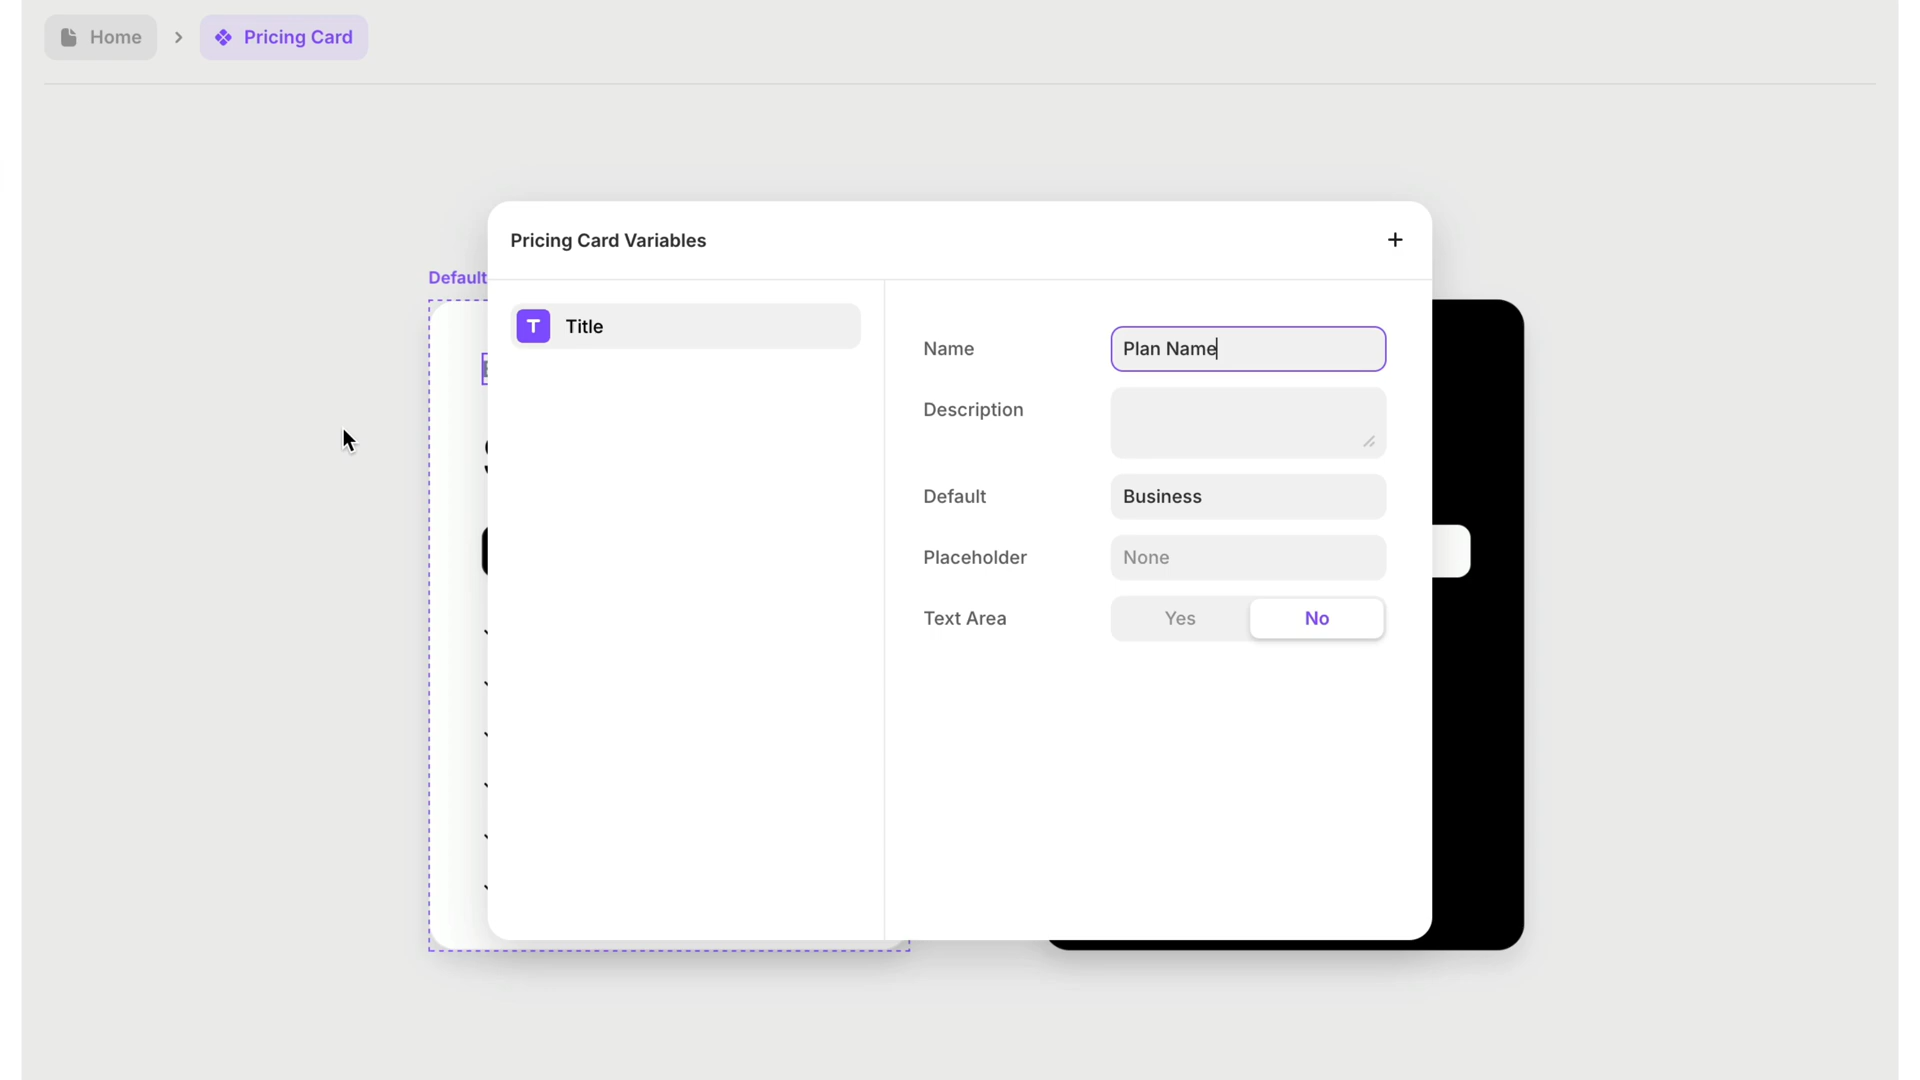 Home
Pricing Card
Pricing Card Variables
Default
T Title
Name
Plan Name
Description
Default
Business
Placeholder
None
Text Area
Yes
No